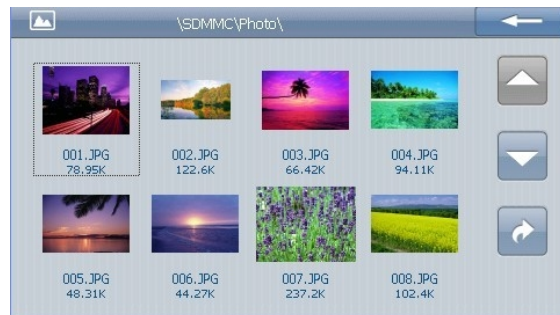 \SDMMC\Photo\
001.JPG
78.95K
002.JPG
122.6K
003.JPG
66.42K
004.JPG
94.11K
005.JPG
48.31K
006.JPG
44.27K
007.JPG
237.2K
008.JPG
102.4K